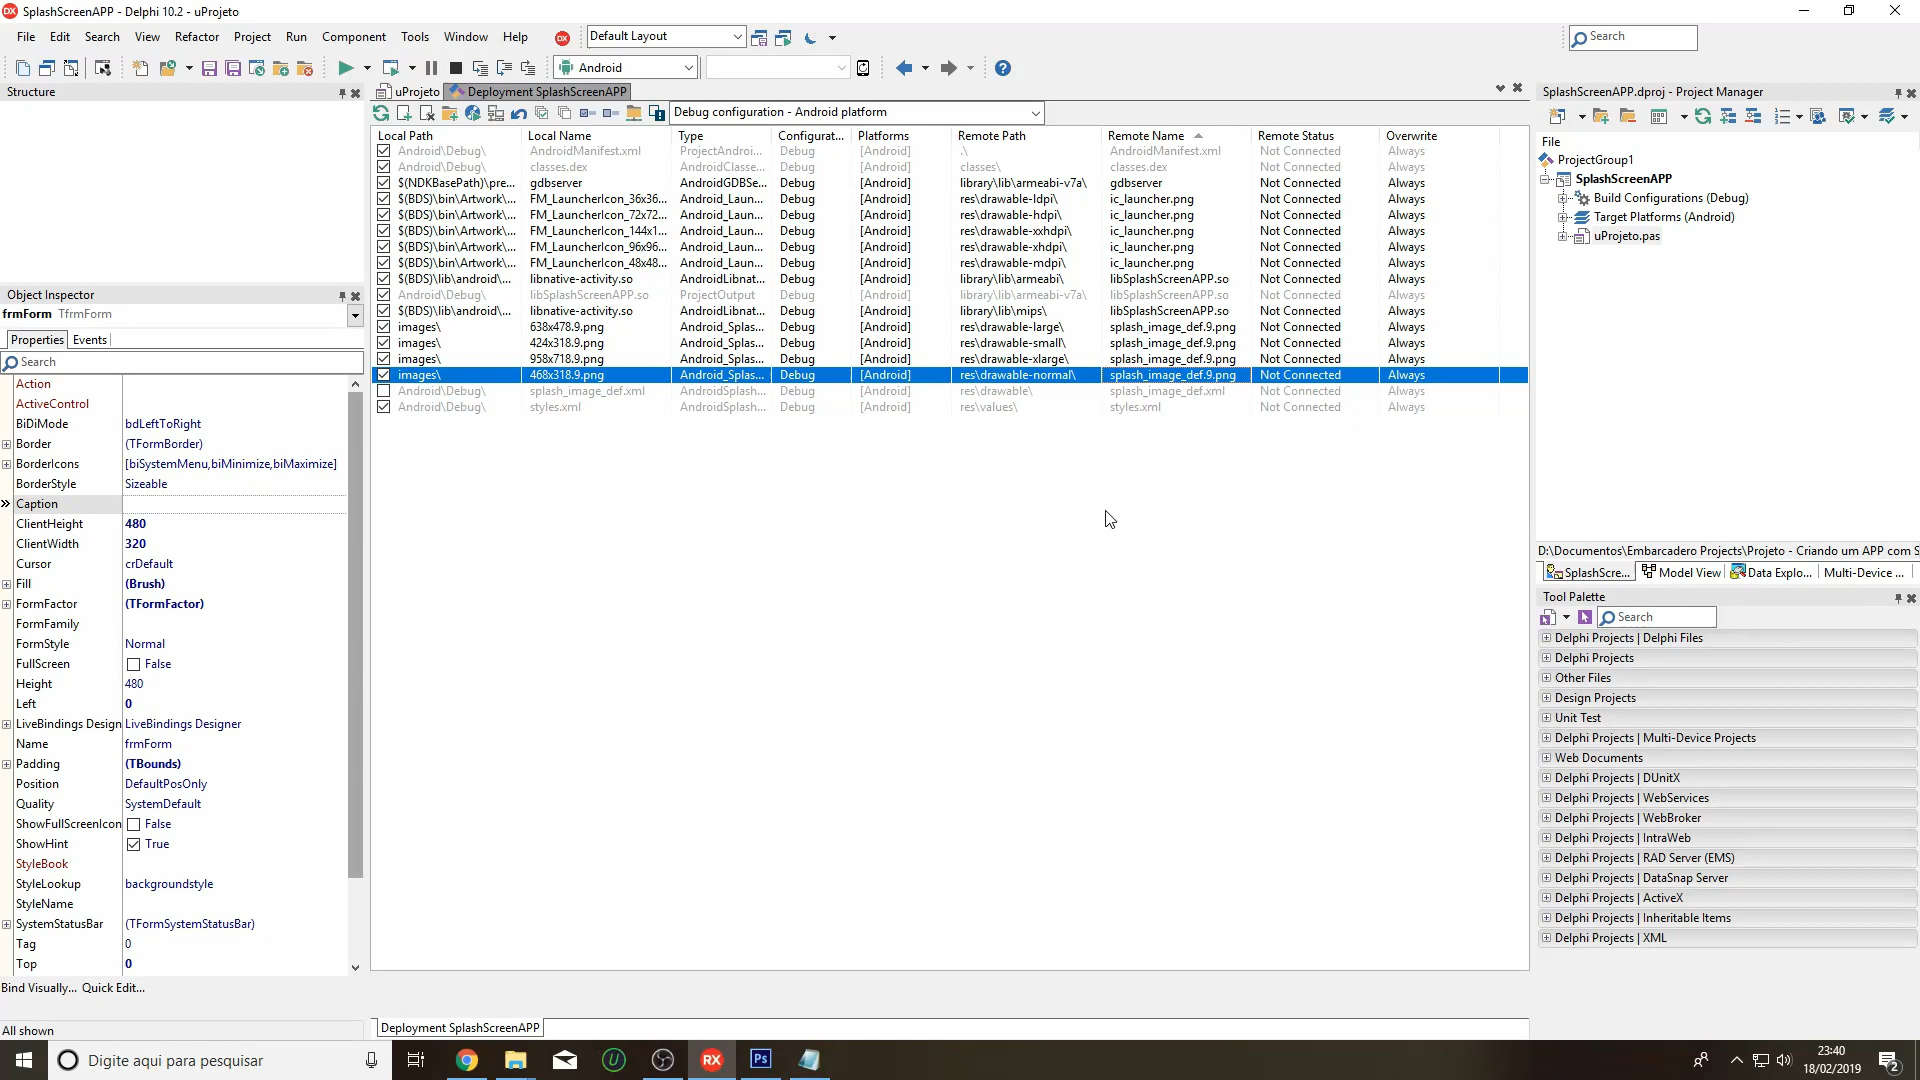 SplashScreenAPP - Delphi 10.2 - uProjeto
File Edit Search View Refactor Project Run Component Tools Window Help
Default Layout
Search
Android
Structure
uProjeto
Deployment SplashScreenAPP
SplashScreenAPP.dproj - Project Manager
Debug configuration - Android platform
Local Path Local Name Type Configurat... Platforms Remote Path Remote Name Remote Status Overwrite
Android\Debug\ AndroidManifest.xml ProjectAndroi... Debug [Android] .\ AndroidManifest.xml Not Connected Always
Android\Debug\ classes.dex AndroidClasse... Debug [Android] classes\ classes.dex Not Connected Always
$(NDKBasePath)\pre... gdbserver AndroidGDBSe... Debug [Android] library\lib\armeabi-v7a\ gdbserver Not Connected Always
$(BDS)\bin\Artwork\... FM_LauncherIcon_36x36... Android_Laun... Debug [Android] res\drawable-ldpi\ ic_launcher.png Not Connected Always
$(BDS)\bin\Artwork\... FM_LauncherIcon_72x72... Android_Laun... Debug [Android] res\drawable-hdpi\ ic_launcher.png Not Connected Always
$(BDS)\bin\Artwork\... FM_LauncherIcon_144x1... Android_Laun... Debug [Android] res\drawable-xxhdpi\ ic_launcher.png Not Connected Always
$(BDS)\bin\Artwork\... FM_LauncherIcon_96x96... Android_Laun... Debug [Android] res\drawable-xhdpi\ ic_launcher.png Not Connected Always
$(BDS)\bin\Artwork\... FM_LauncherIcon_48x48... Android_Laun... Debug [Android] res\drawable-mdpi\ ic_launcher.png Not Connected Always
$(BDS)\lib\android\... libnative-activity.so AndroidLibnat... Debug [Android] library\lib\armeabi\ libSplashScreenAPP.so Not Connected Always
Android\Debug\ libSplashScreenAPP.so ProjectOutput Debug [Android] library\lib\armeabi-v7a\ libSplashScreenAPP.so Not Connected Always
$(BDS)\lib\android\... libnative-activity.so AndroidLibnat... Debug [Android] library\lib\mips\ libSplashScreenAPP.so Not Connected Always
images\ 638x478.9.png Android_Splas... Debug [Android] res\drawable-large\ splash_image_def.9.png Not Connected Always
images\ 424x318.9.png Android_Splas... Debug [Android] res\drawable-small\ splash_image_def.9.png Not Connected Always
images\ 958x718.9.png Android_Splas... Debug [Android] res\drawable-xlarge\ splash_image_def.9.png Not Connected Always
images\ 468x318.9.png Android_Splas... Debug [Android] res\drawable-normal\ splash_image_def.9.png Not Connected Always
Android\Debug\ splash_image_def.xml AndroidSplash... Debug [Android] res\drawable\ splash_image_def.xml Not Connected Always
Android\Debug\ styles.xml AndroidSplash... Debug [Android] res\values\ styles.xml Not Connected Always
Object Inspector
frmForm TfrmForm
Properties Events
Search
Action
ActiveControl
BiDiMode bdLeftToRight
Border (TFormBorder)
BorderIcons [biSystemMenu,biMinimize,biMaximize]
BorderStyle Sizeable
Caption
ClientHeight 480
ClientWidth 320
Cursor crDefault
Fill (Brush)
FormFactor (TFormFactor)
FormFamily
FormStyle Normal
FullScreen False
Height 480
Left 0
LiveBindings Design LiveBindings Designer
Name frmForm
Padding (TBounds)
Position DefaultPosOnly
Quality SystemDefault
ShowFullScreenIcon False
ShowHint True
StyleBook
StyleLookup backgroundstyle
StyleName
SystemStatusBar (TFormSystemStatusBar)
Tag 0
Top 0
Bind Visually... Quick Edit...
All shown
Deployment SplashScreenAPP
File
ProjectGroup1
SplashScreenAPP
Build Configurations (Debug)
Target Platforms (Android)
uProjeto.pas
D:\Documentos\Embarcadero Projects\Projeto - Criando um APP com S
SplashScre... Model View Data Explo... Multi-Device ...
Tool Palette
Search
Delphi Projects | Delphi Files
Delphi Projects
Other Files
Design Projects
Unit Test
Delphi Projects | Multi-Device Projects
Web Documents
Delphi Projects | DUnitX
Delphi Projects | WebServices
Delphi Projects | WebBroker
Delphi Projects | IntraWeb
Delphi Projects | RAD Server (EMS)
Delphi Projects | DataSnap Server
Delphi Projects | ActiveX
Delphi Projects | Inheritable Items
Delphi Projects | XML
Digite aqui para pesquisar
RX
Ps
23:40
18/02/2019
2